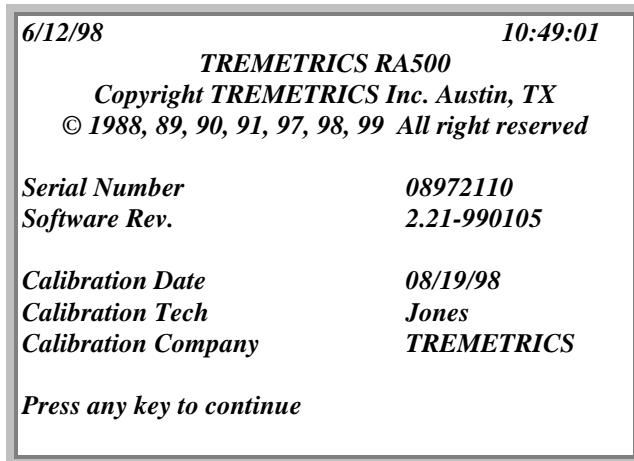 6/12/98 10:49:01
TREMETRICS RA500
Copyright TREMETRICS Inc. Austin, TX
© 1988, 89, 90, 91, 97, 98, 99 All right reserved
Serial Number 08972110
Software Rev. 2.21-990105
Calibration Date 08/19/98
Calibration Tech Jones
Calibration Company TREMETRICS
Press any key to continue